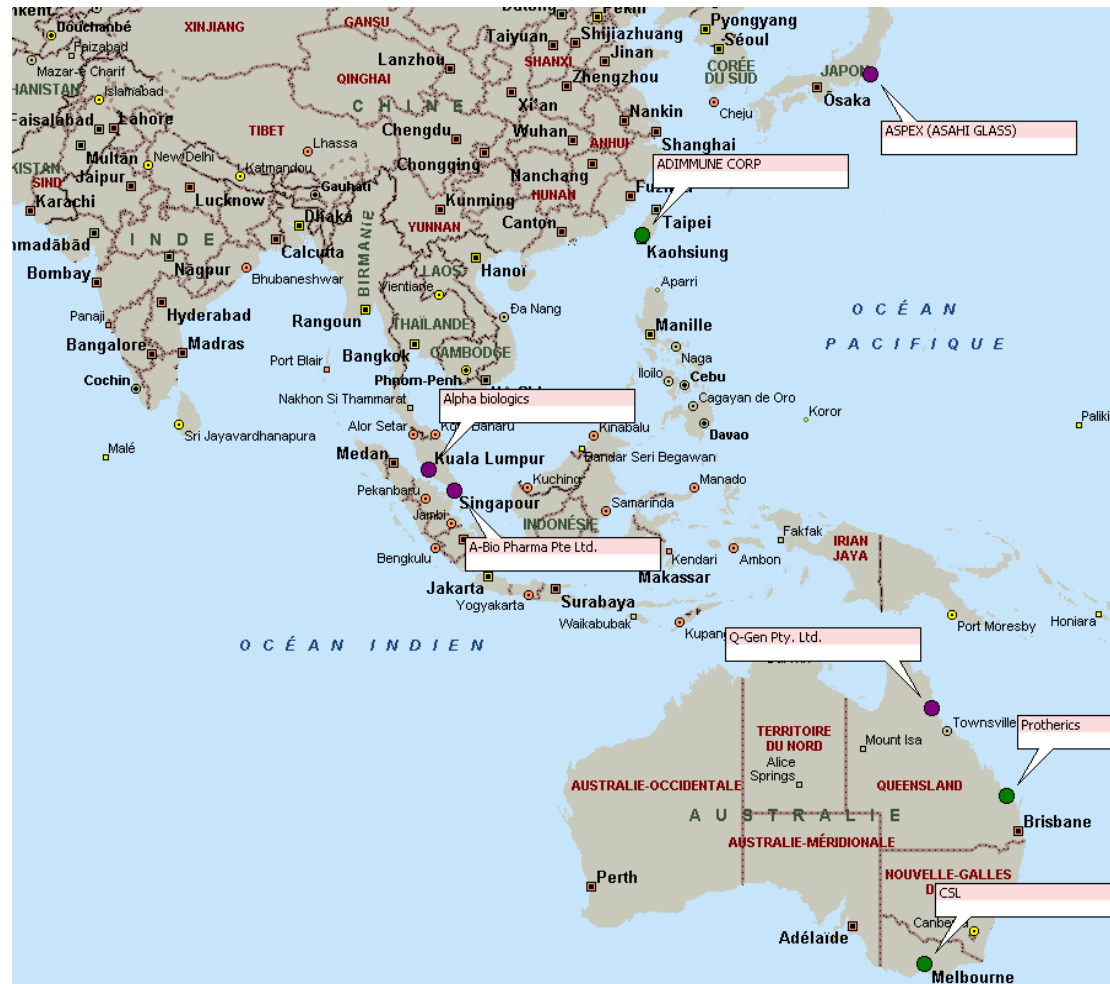 XINJIANG
GANSU
Pékin
Pyongyang
Douchanbé
Taiyuan
Shijiazhuang
Séoul
Faizabad
Jinan
Lanzhou
SHANXI
CORÉE
DU SUD
JAPON
Mazar-e Charif
QINGHAI
Zhengzhou
Ōsaka
Islamabad
CHINE
Xi'an
Nankin
Cheju
Faisalabad
Lahore
TIBET
Chengdu
Wuhan
ANHUI
Shanghai
ASPEX (ASAHI GLASS)
Multān
New Delhi
Lhassa
Chongqing
Nanchang
ADIMMUNE CORP
SIND
Jaipur
Katmandou
Gauhati
Karachi
Lucknow
Kunming
HUNAN
Dhaka
YUNNAN
Canton
Taipei
INDE
Calcutta
BIRMANIE
Hanoï
Kaohsiung
Bombay
Nāgpur
Bhubaneshwar
LAOS
Vientiane
Aparri
Panaji
Hyderabad
Rangoun
THAÏLANDE
Đa Nang
Manille
OCÉAN
PACIFIQUE
Bangalore
Madras
Port Blair
Bangkok
CAMBODGE
Naga
Cochin
Phnom-Penh
Iloilo
Cebu
Nakhon Si Thammarat
Alpha biologics
Cagayan de Oro
Koror
Sri Jayavardhanapura
Alor Setar
Kinabalu
Davao
Malé
Medan
Kuala Lumpur
Bandar Seri Begawan
Pekanbaru
Singapour
Kuching
Manado
Jambi
INDONÉSIE
Samarinda
Fakfak
Bengkulu
A-Bio Pharma Pte Ltd.
Kendari
Ambon
IRIAN
JAYA
Jakarta
Makassar
Yogyakarta
Surabaya
Waikabubak
Kupang
Port Moresby
Honiara
OCÉAN INDIEN
Q-Gen Pty. Ltd.
Townsville
TERRITOIRE
DU NORD
Mount Isa
Protherics
Alice
Springs
AUSTRALIE-OCCIDENTALE
QUEENSLAND
AUSTRALIE
Brisbane
AUSTRALIE-MÉRIDIONALE
Perth
NOUVELLE-GALLES
CSL
Adélaïde
Melbourne